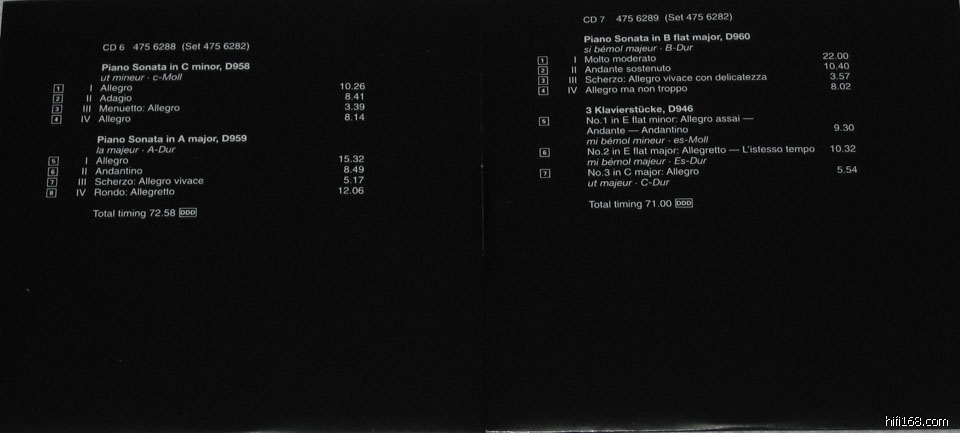 CD 6 475 6288 (Set 475 6282)
Piano Sonata in C minor, D958
ut mineur · c-Moll
1 I Allegro 10.26
2 II Adagio 8.41
3 III Menuetto: Allegro 3.39
4 IV Allegro 8.14
Piano Sonata in A major, D959
la majeur · A-Dur
5 I Allegro 15.32
6 II Andantino 8.49
7 III Scherzo: Allegro vivace 5.17
8 IV Rondo: Allegretto 12.06
Total timing 72.58 DDD
CD 7 475 6289 (Set 475 6282)
Piano Sonata in B flat major, D960
si bémol majeur · B-Dur
1 I Molto moderato 22.00
2 II Andante sostenuto 10.40
3 III Scherzo: Allegro vivace con delicatezza 3.57
4 IV Allegro ma non troppo 8.02
3 Klavierstücke, D946
5 No.1 in E flat minor: Allegro assai —
Andante — Andantino 9.30
mi bémol mineur · es-Moll
6 No.2 in E flat major: Allegretto — L'istesso tempo 10.32
mi bémol majeur · Es-Dur
7 No.3 in C major: Allegro 5.54
ut majeur · C-Dur
Total timing 71.00 DDD
hifi168.com